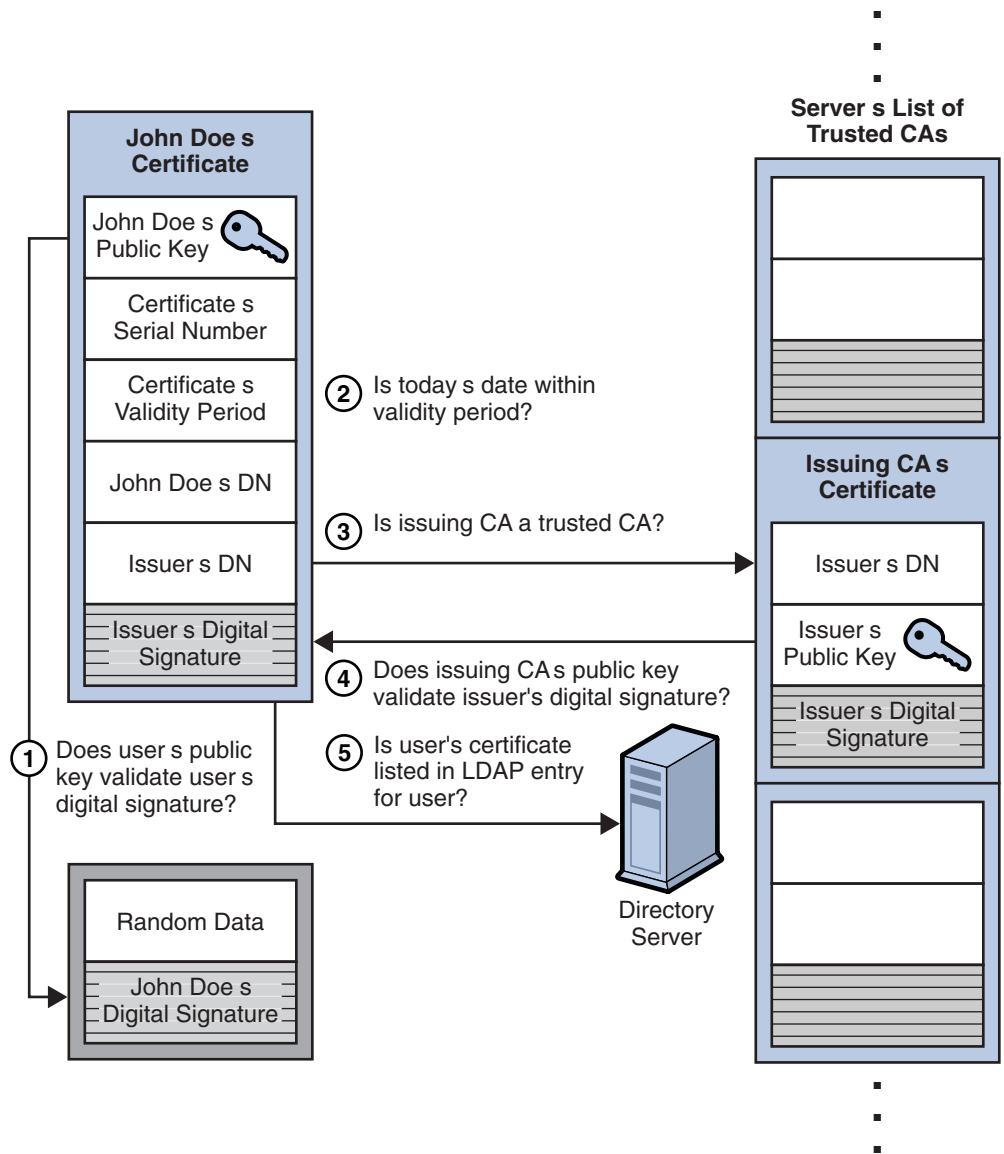 Server s List of
Trusted CAs
John Doe s
Certificate
John Doe s
Public Key
Certificate s
Serial Number
Certificate s
Validity Period
John Doe s DN
Issuer s DN
Issuer s Digital
Signature
2 Is today s date within
validity period?
3 Is issuing CA a trusted CA?
Issuing CA s
Certificate
Issuer s DN
Issuer s
Public Key
Issuer s Digital
Signature
4 Does issuing CA s public key
validate issuer's digital signature?
1 Does user s public
key validate user s
digital signature?
5 Is user's certificate
listed in LDAP entry
for user?
Directory
Server
Random Data
John Doe s
Digital Signature